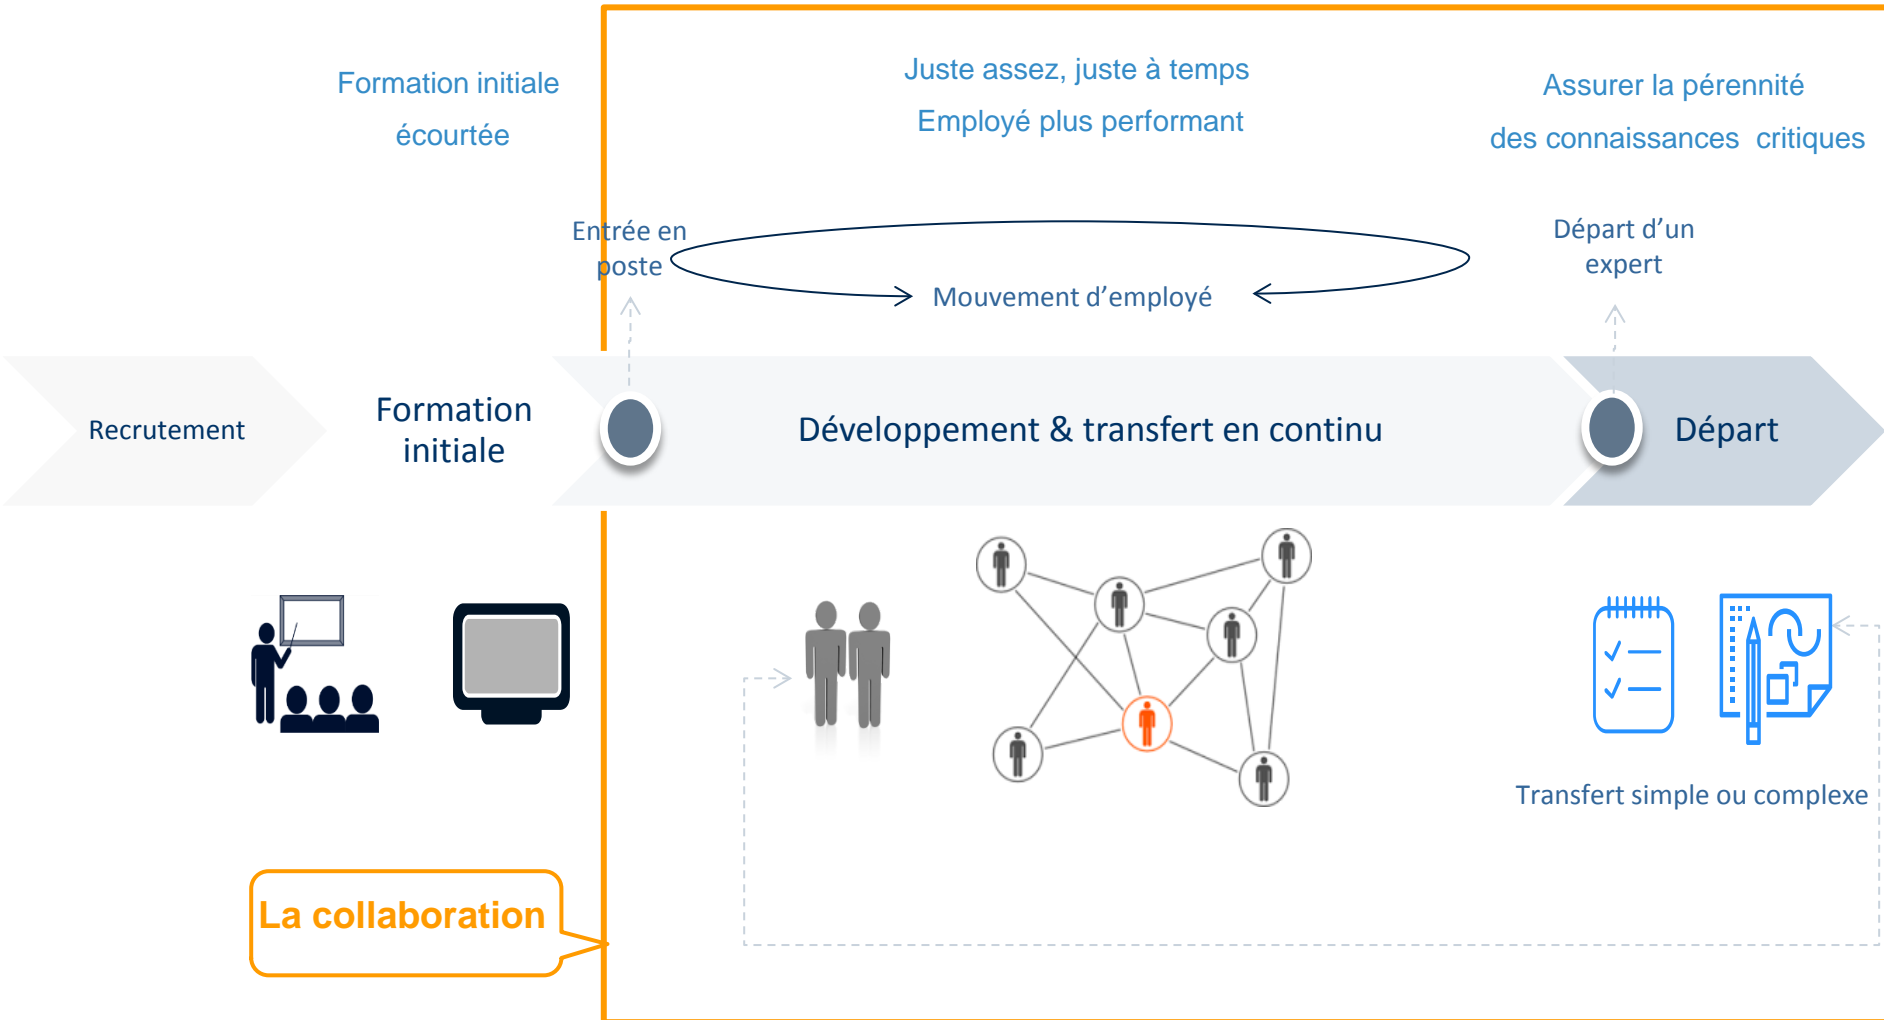 Formation initiale
écourtée
Juste assez, juste à temps
Employé plus performant
Assurer la pérennité
des connaissances critiques
Entrée en
poste
Mouvement d’employé
Départ d’un
expert
Recrutement
Formation
initiale
Développement & transfert en continu
Départ
Transfert simple ou complexe
La collaboration